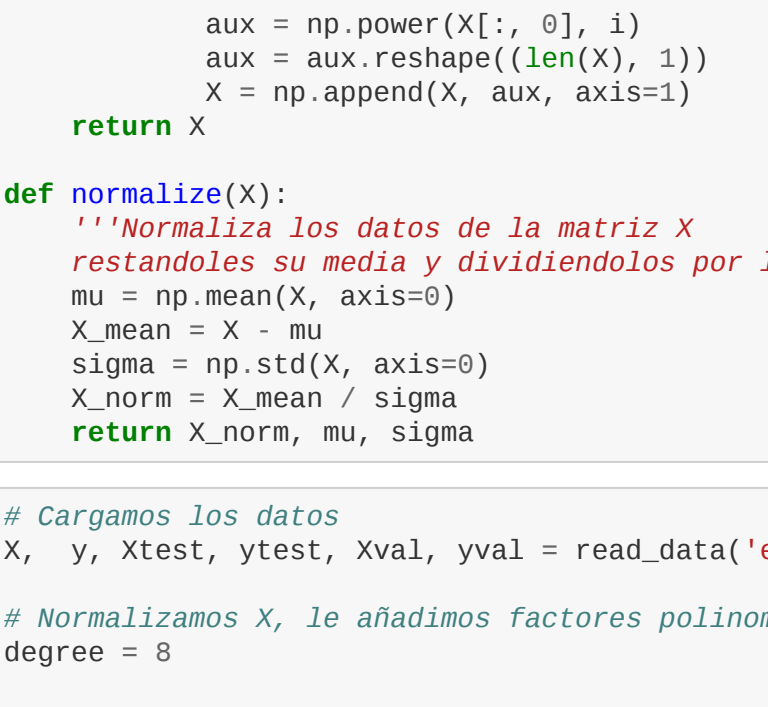 aux = np.power(X[:, 0], i)
aux = aux.reshape((len(X), 1))
X = np.append(X, aux, axis=1)
return X
def normalize(X):
'''Normaliza los datos de la matriz X
restandoles su media y dividiendolos por
mu = np.mean(X, axis=0)
X_mean = X - mu
sigma = np.std(X, axis=0)
X_norm = X_mean / sigma
return X_norm, mu, sigma
# Cargamos los datos
X,  y, Xtest, ytest, Xval, yval = read_data('
# Normalizamos X, le añadimos factores
degree = 8